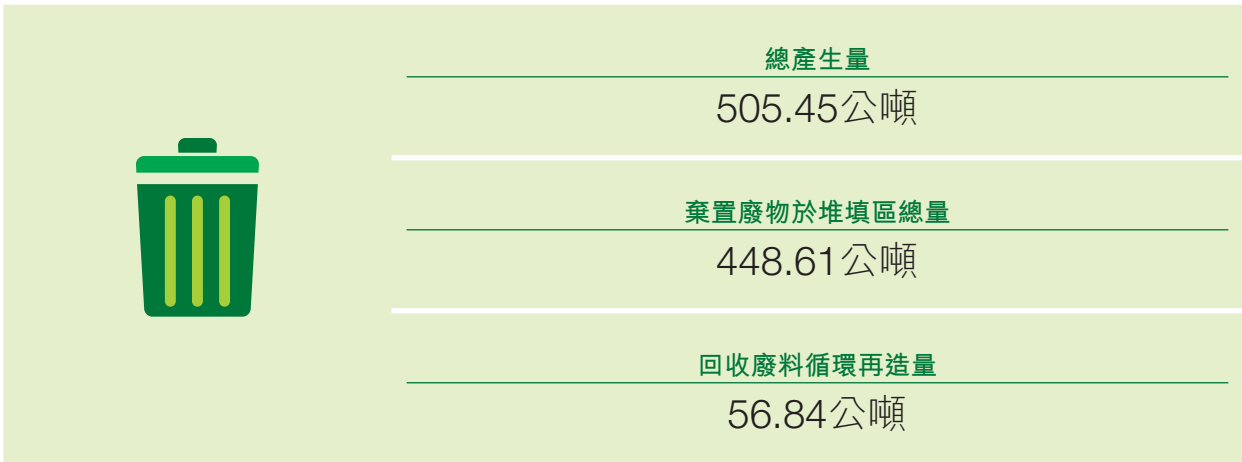 總產生量
505.45公噸
棄置廢物於堆填區總量
448.61公噸
回收廢料循環再造量
56.84公噸